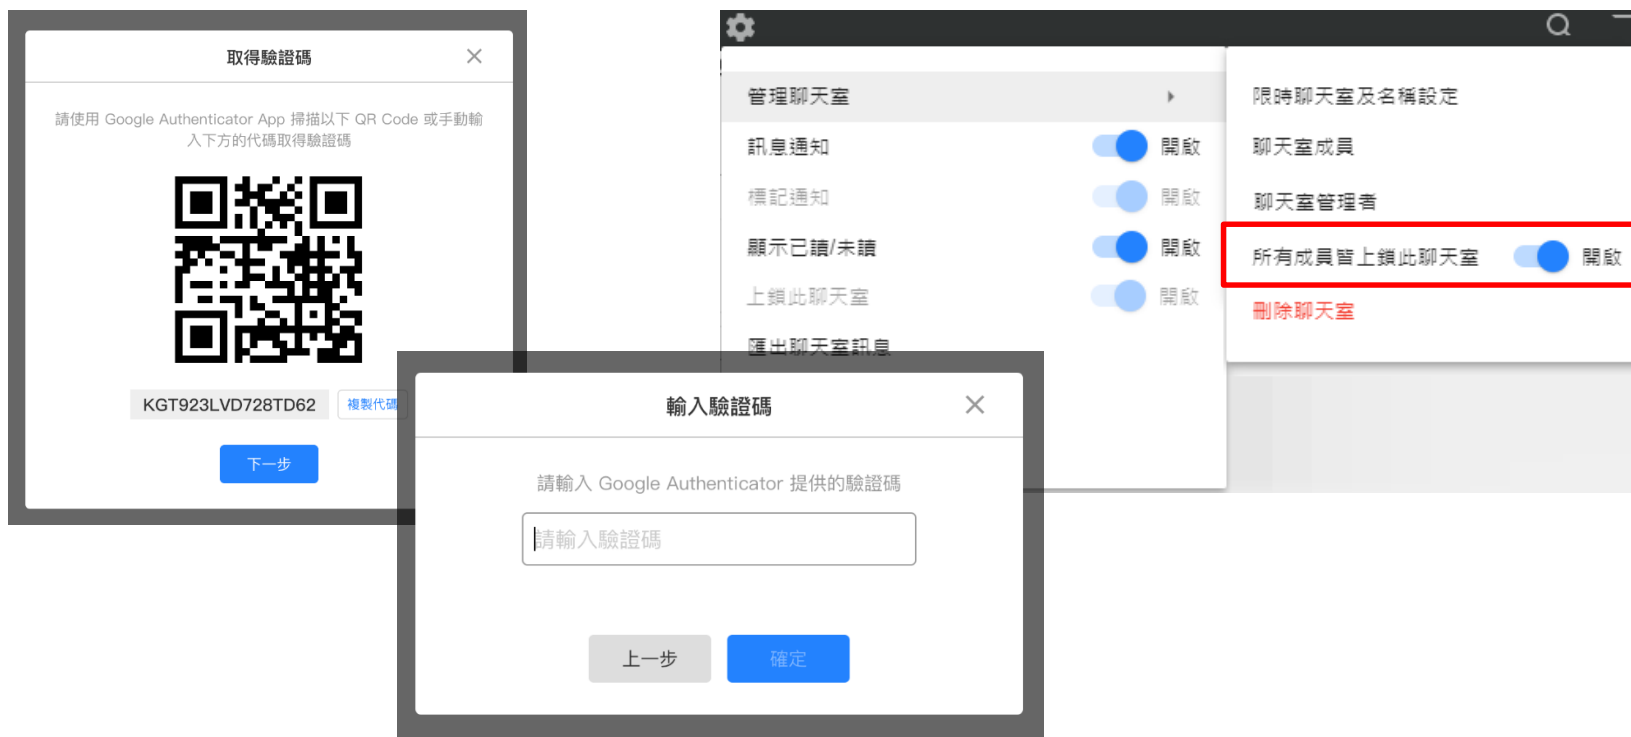 取得驗證碼
請使用 Google Authenticator App 掃描以下 QR Code 或手動輸
入下方的代碼取得驗證碼
KGT923LVD728TD62
複製代碼
下一步
輸入驗證碼
請輸入 Google Authenticator 提供的驗證碼
請輸入驗證碼
上一步
確定
管理聊天室
訊息通知 開啟
標記通知 開啟
顯示已讀/未讀 開啟
上鎖此聊天室 開啟
匯出聊天室訊息
限時聊天室及名稱設定
聊天室成員
聊天室管理者
所有成員皆上鎖此聊天室 開啟
刪除聊天室